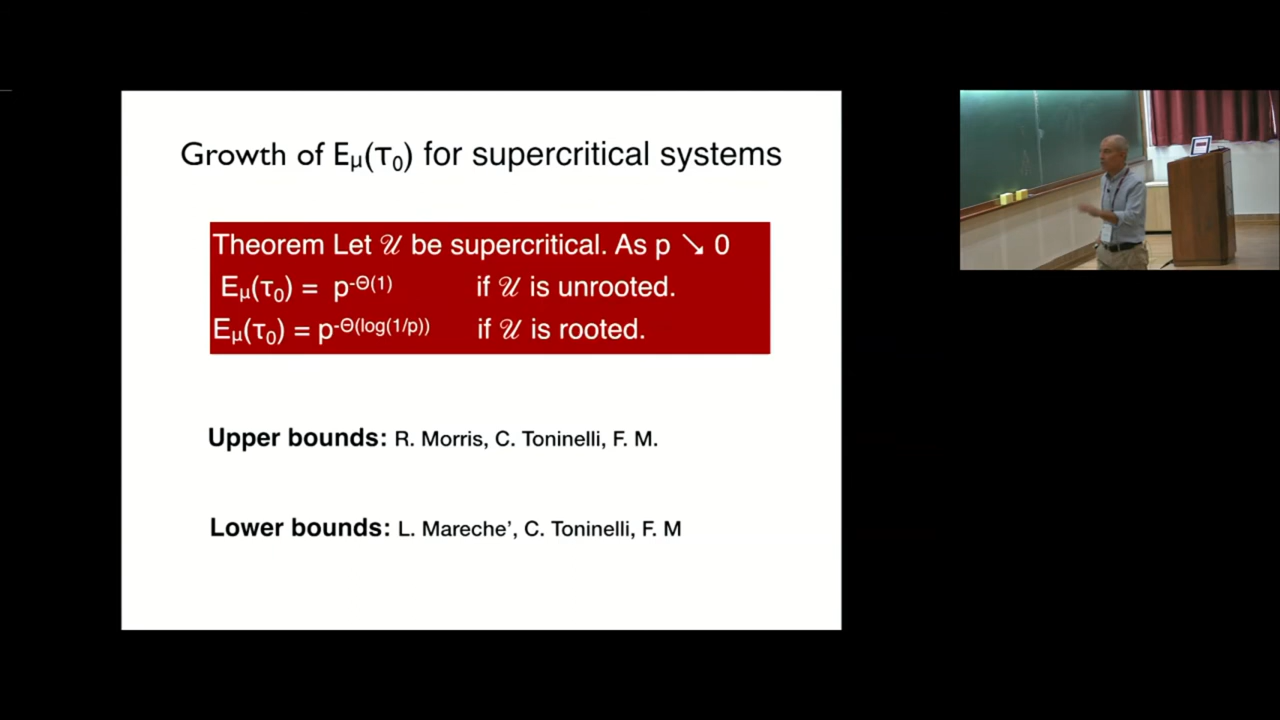 Growth of Eμ(τ₀) for supercritical systems
Theorem Let 𝒰 be supercritical. As p ↘ 0
Eμ(τ₀) = p^-Θ(1) if 𝒰 is unrooted.
Eμ(τ₀) = p^-Θ(log(1/p)) if 𝒰 is rooted.
Upper bounds: R. Morris, C. Toninelli, F. M.
Lower bounds: L. Mareche', C. Toninelli, F. M